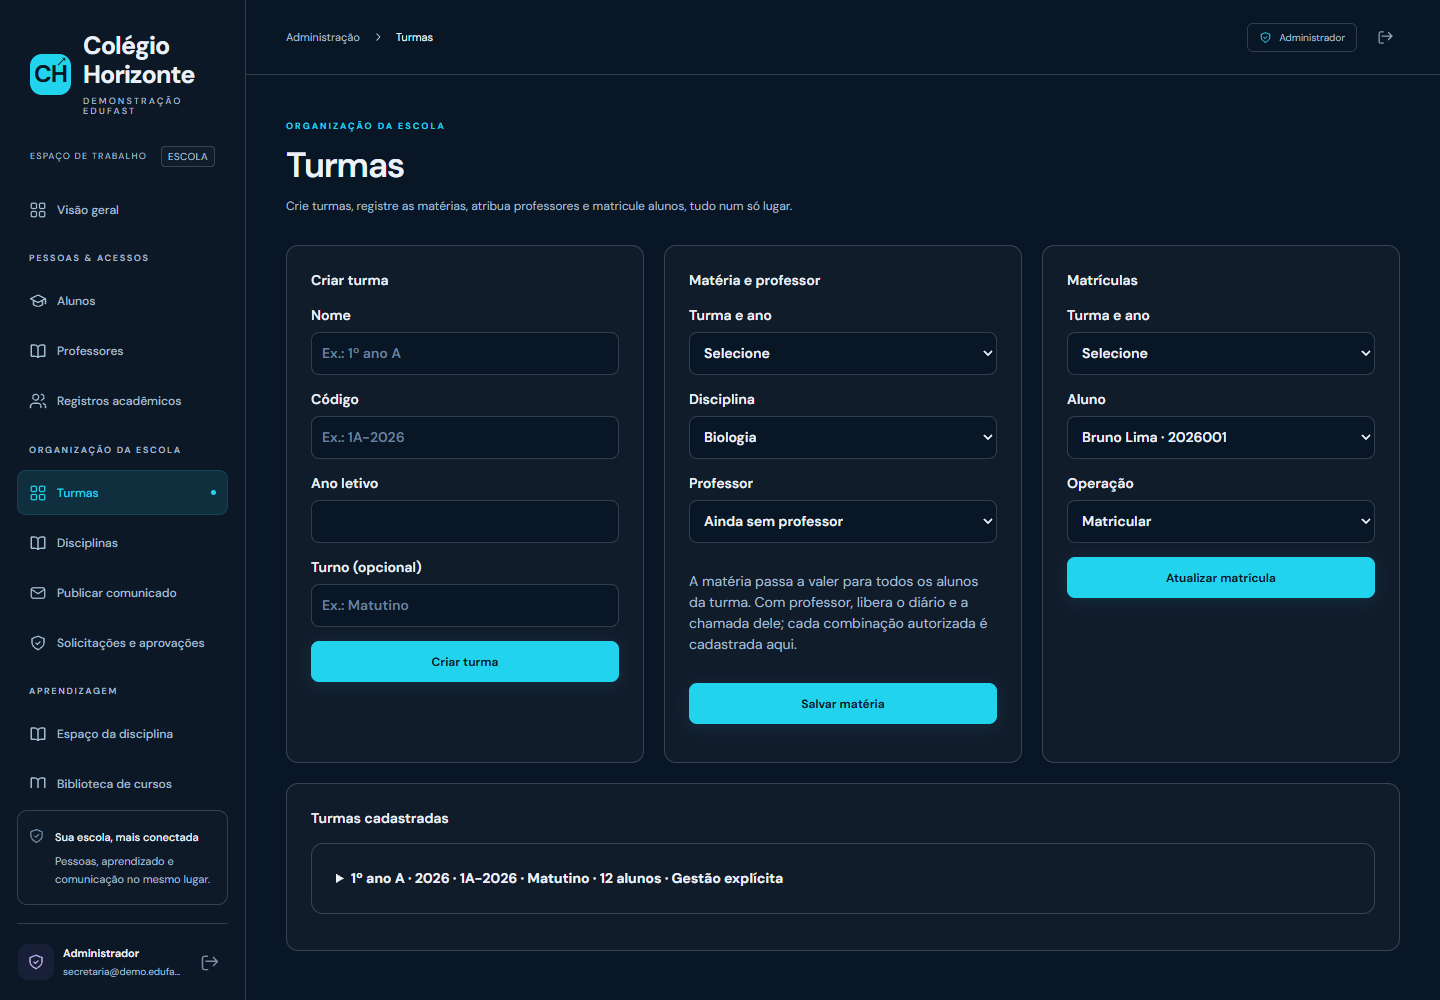 CH
Colégio
Horizonte
DEMONSTRAÇÃO
EDUFAST
ESPAÇO DE TRABALHO
ESCOLA
Visão geral
PESSOAS & ACESSOS
Alunos
Professores
Registros acadêmicos
ORGANIZAÇÃO DA ESCOLA
Turmas
Disciplinas
Publicar comunicado
Solicitações e aprovações
APRENDIZAGEM
Espaço da disciplina
Biblioteca de cursos
Sua escola, mais conectada
Pessoas, aprendizado e
comunicação no mesmo lugar.
Administrador
secretaria@demo.edufa...
Administração > Turmas
Administrador
ORGANIZAÇÃO DA ESCOLA
Turmas
Crie turmas, registre as matérias, atribua professores e matricule alunos, tudo num só lugar.
Criar turma
Nome
Ex.: 1º ano A
Código
Ex.: 1A-2026
Ano letivo
Turno (opcional)
Ex.: Matutino
Criar turma
Matéria e professor
Turma e ano
Selecione
Disciplina
Biologia
Professor
Ainda sem professor
A matéria passa a valer para todos os alunos
da turma. Com professor, libera o diário e a
chamada dele; cada combinação autorizada é
cadastrada aqui.
Salvar matéria
Matrículas
Turma e ano
Selecione
Aluno
Bruno Lima · 2026001
Operação
Matricular
Atualizar matrícula
Turmas cadastradas
1º ano A · 2026 · 1A-2026 · Matutino · 12 alunos · Gestão explícita